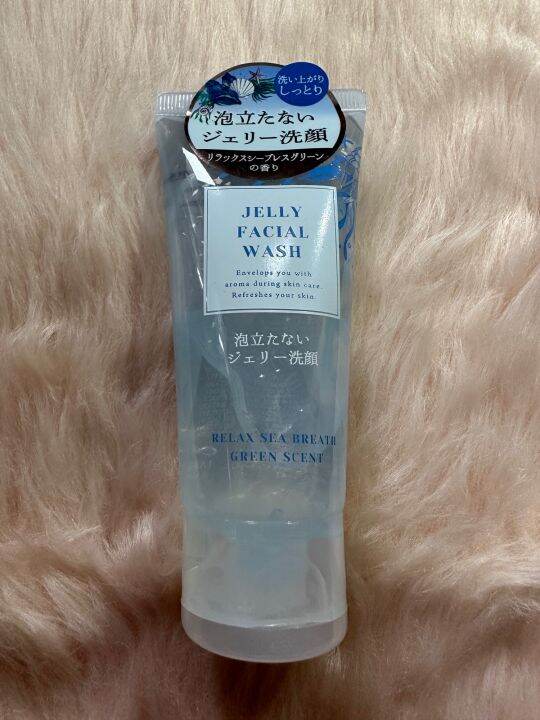 洗い上がり
しっとり
泡立たない
ジェリー洗顔
リラックスシーブレスグリーン
の香り
JELLY
FACIAL
WASH
Envelops you with
aroma during skin care.
Refreshes your skin.
泡立たない
ジェリー洗顔
RELAX SEA BREATH
GREEN SCENT